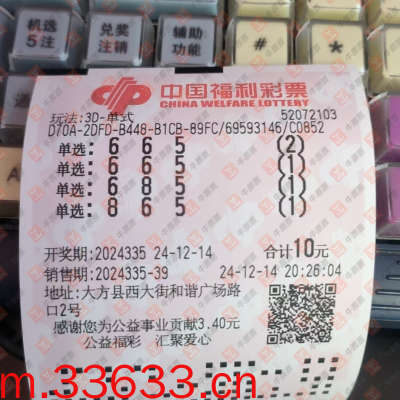 机选
5注
兑奖
注销
辅助
功能
#
*
中国福利彩票
CHINA WELFARE LOTTERY
玩法:3D-单式
52072103
D70A-2DFD-B448-B1CB-89FC/69593146/C0852
单选: 6 6 5 (2)
单选: 6 6 5 (1)
单选: 6 8 5 (1)
单选: 8 6 5 (1)
开奖期:2024335 24-12-14 合计10元
销售期:2024335-39 24-12-14 20:26:04
地址:大方县西大街和谐广场路
口2号
感谢您为公益事业贡献3.40元
公益福彩 汇聚爱心
m.33633.cn